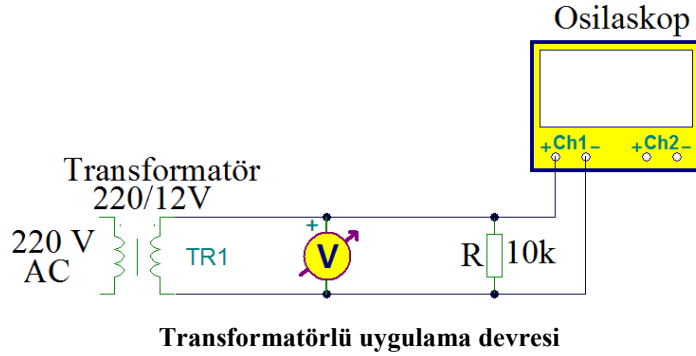 Osilaskop
+Ch1− +Ch2−
Transformatör
220/12V
220 V
AC
TR1
+
V
R 10k
Transformatörlü uygulama devresi